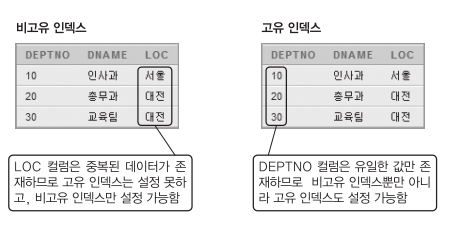 비고유 인덱스
DEPTNO DNAME LOC
10 인사과 서울
20 총무과 대전
30 교육팀 대전
LOC 컬럼은 중복된 데이터가 존
재하므로 고유 인덱스는 설정 못하
고, 비고유 인덱스만 설정 가능함
고유 인덱스
DEPTNO DNAME LOC
10 인사과 서울
20 총무과 대전
30 교육팀 대전
DEPTNO 컬럼은 유일한 값만 존
재하므로 비고유 인덱스뿐만 아니
라 고유 인덱스도 설정 가능함